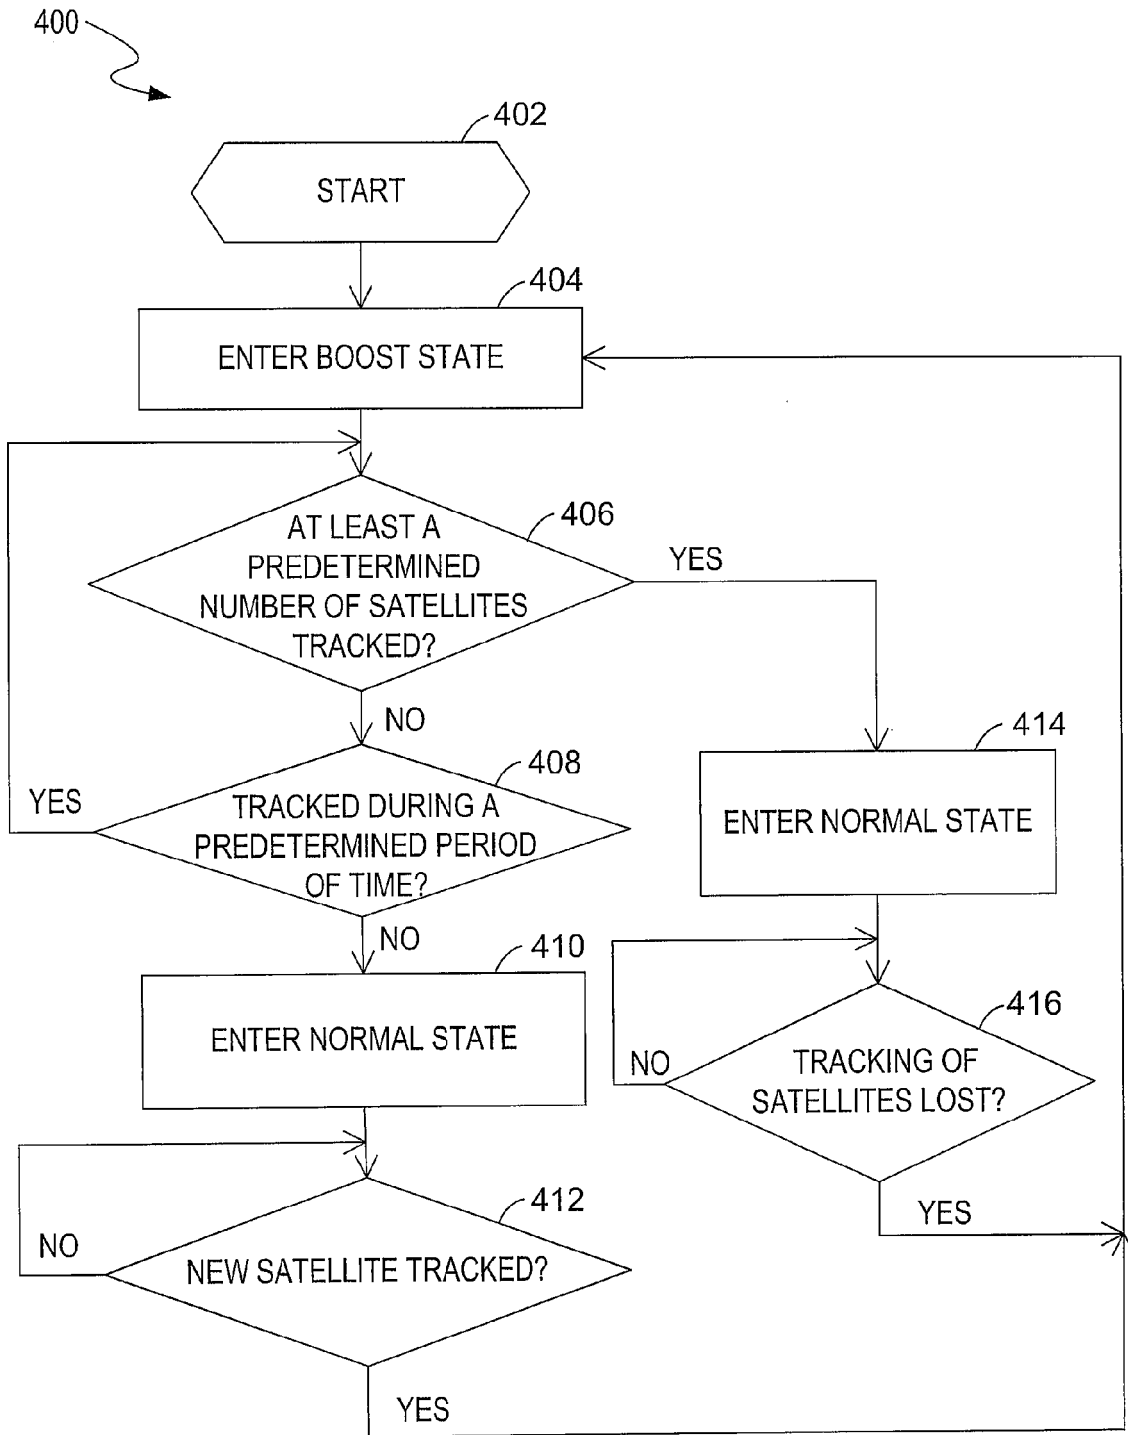 400
402
START
404
ENTER BOOST STATE
406
AT LEAST A
PREDETERMINED
NUMBER OF SATELLITES
TRACKED?
YES
NO
408
YES
TRACKED DURING A
PREDETERMINED PERIOD
OF TIME?
NO
414
ENTER NORMAL STATE
410
ENTER NORMAL STATE
416
NO
TRACKING OF
SATELLITES LOST?
YES
412
NO
NEW SATELLITE TRACKED?
YES